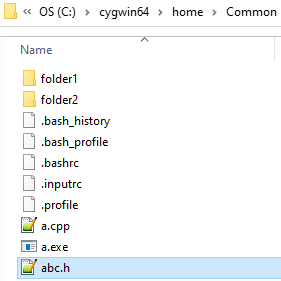 « OS (C:) › cygwin64 › home › Common
Name
folder1
folder2
.bash_history
.bash_profile
.bashrc
.inputrc
.profile
a.cpp
a.exe
abc.h